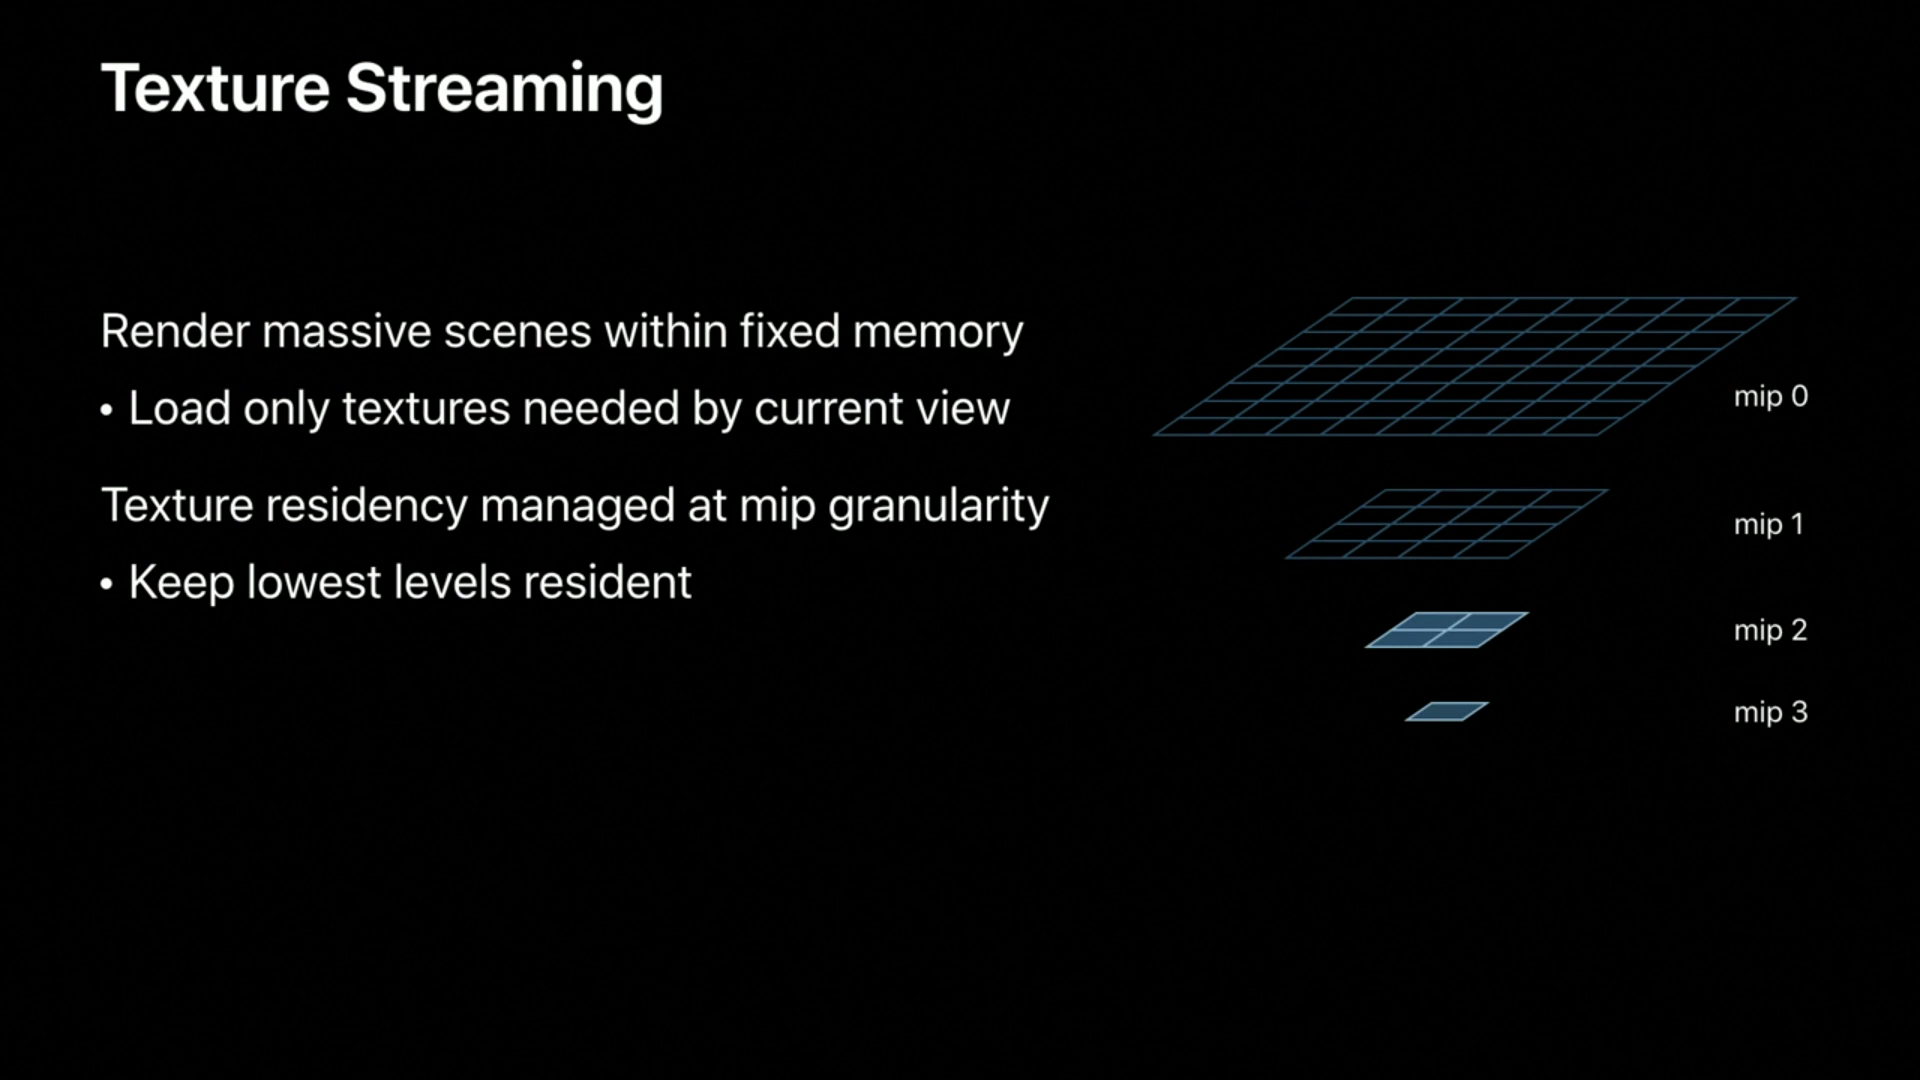 Texture Streaming
Render massive scenes within fixed memory
• Load only textures needed by current view
Texture residency managed at mip granularity
• Keep lowest levels resident
mip 0
mip 1
mip 2
mip 3